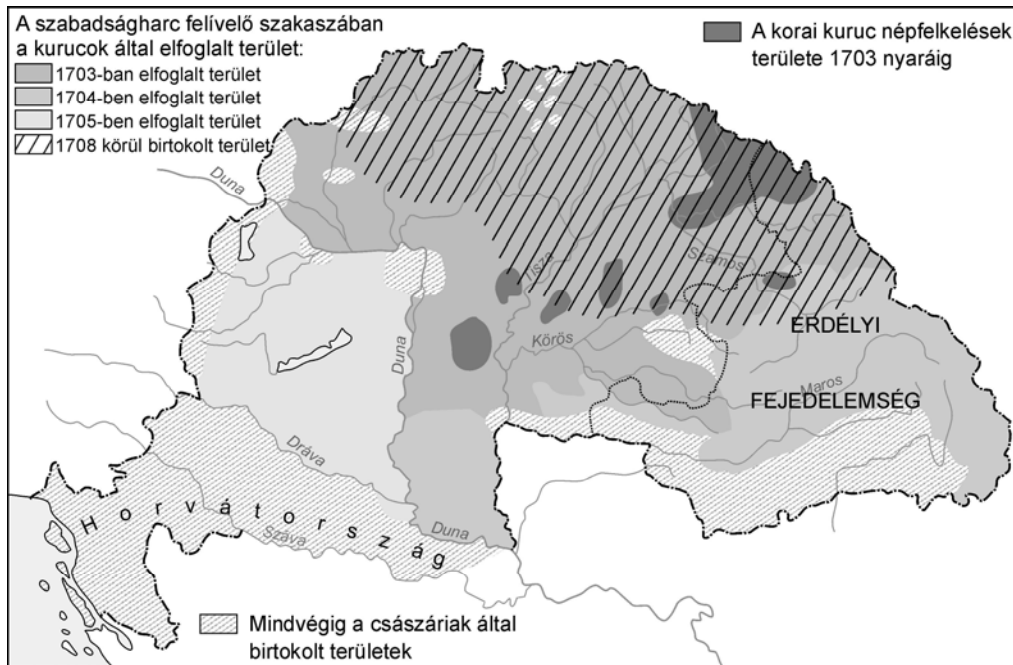 A szabadságharc felívelő szakaszában
a kurucok által elfoglalt terület:
1703-ban elfoglalt terület
1704-ben elfoglalt terület
1705-ben elfoglalt terület
1708 körül birtokolt terület
A korai kuruc népfelkelések
területe 1703 nyaráig
Duna
Tisza
Szamos
Duna
Körös
ERDÉLYI
Maros
FEJEDELEMSÉG
Dráva
Horvátország
Száva
Duna
Mindvégig a császáriak által
birtokolt területek